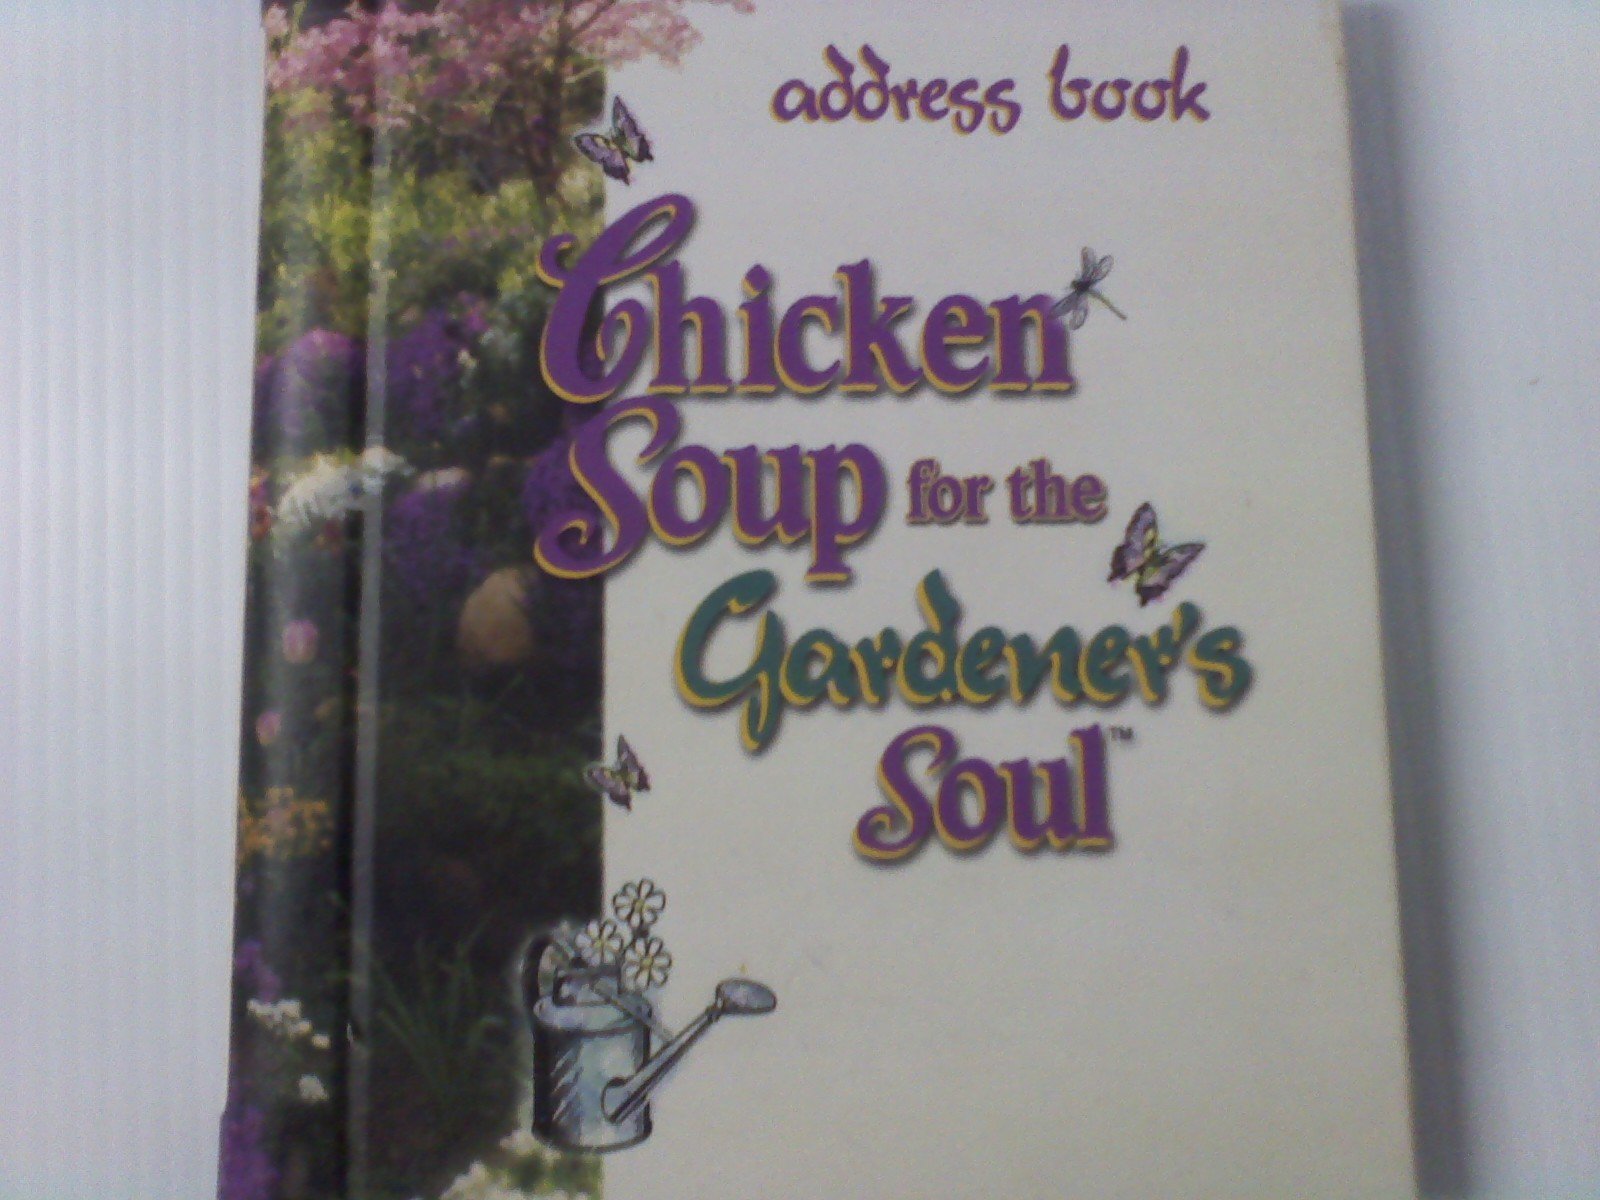 address book
Chicken
Soup for the
Gardener's
Soul™